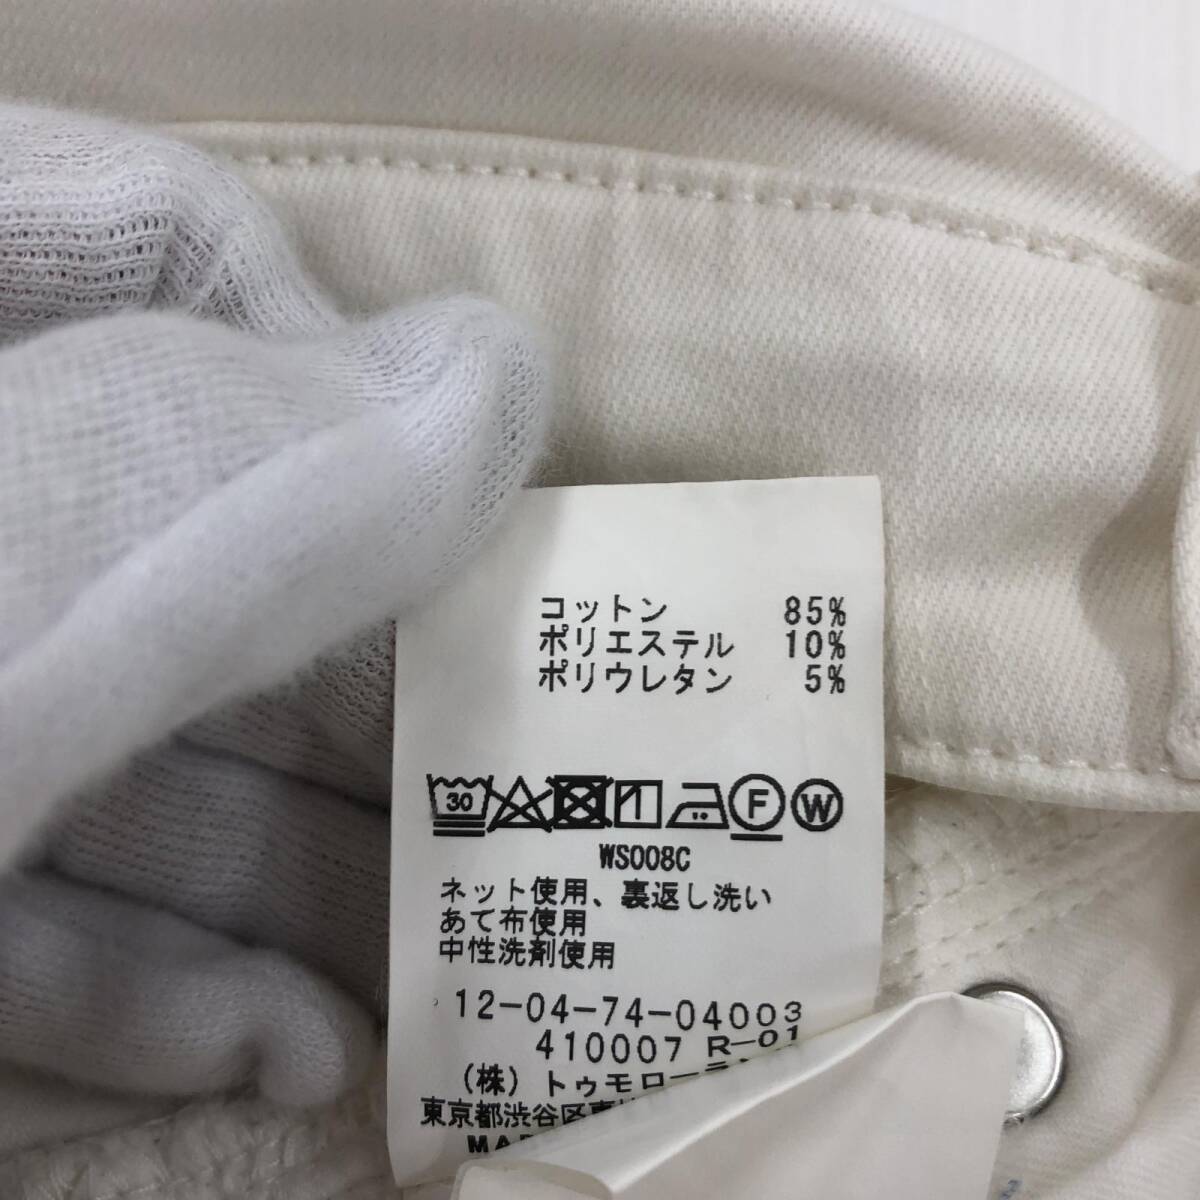 コットン 85%
ポリエステル 10%
ポリウレタン 5%
30 F W
WS008C
ネット使用、裏返し洗い
あて布使用
中性洗剤使用
12-04-74-04003
410007 R-01
(株)トゥモローラン
東京都渋谷区
MA
2